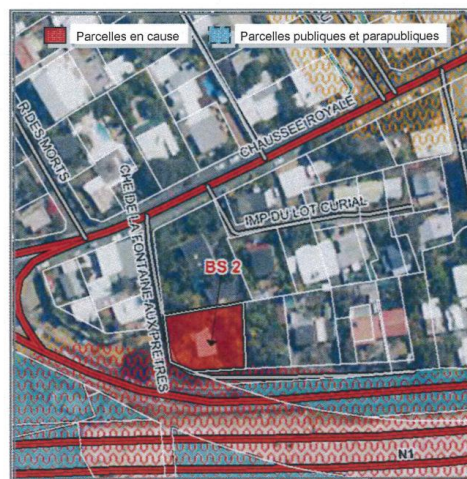 Parcelles en cause
Parcelles publiques et parapubliques
R DES MORTS
CHE DE LA FONTAINE AUX PRETRES
CHAUSSEE ROYALE
IMP DU LOT CURIAL
BS 2
N1